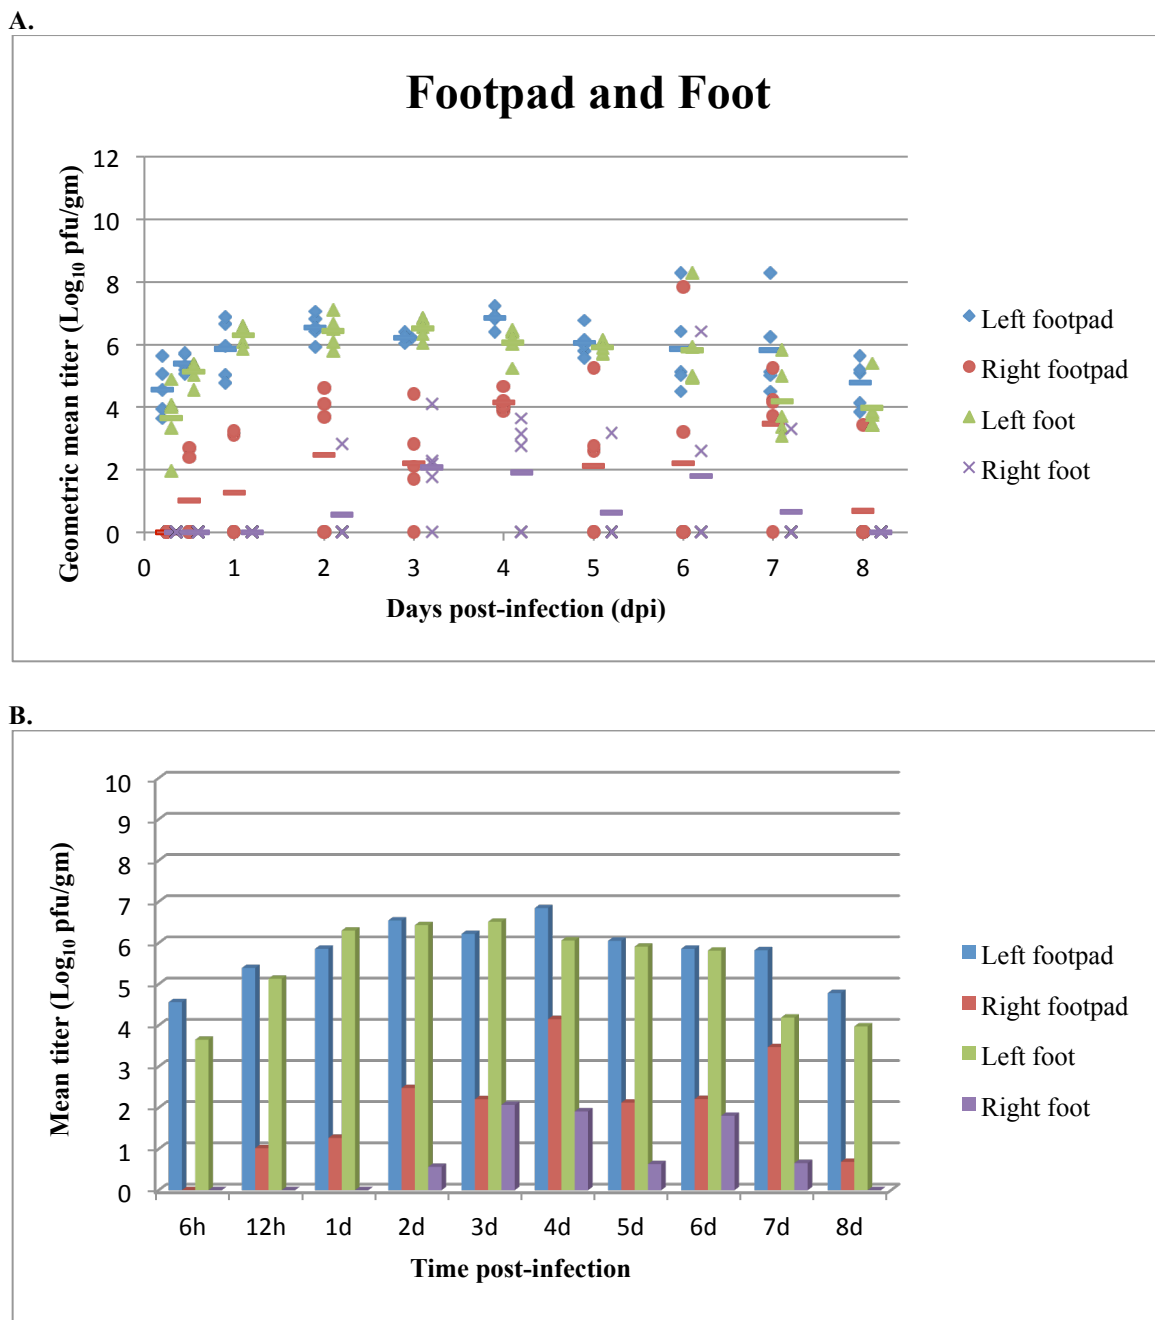 A.
Footpad and Foot
Geometric mean titer (Log₁₀ pfu/gm)
12
10
8
6
4
2
0
0 1 2 3 4 5 6 7 8
Days post-infection (dpi)
Left footpad
Right footpad
Left foot
Right foot
B.
Mean titer (Log₁₀ pfu/gm)
10
9
8
7
6
5
4
3
2
1
0
6h 12h 1d 2d 3d 4d 5d 6d 7d 8d
Time post-infection
Left footpad
Right footpad
Left foot
Right foot